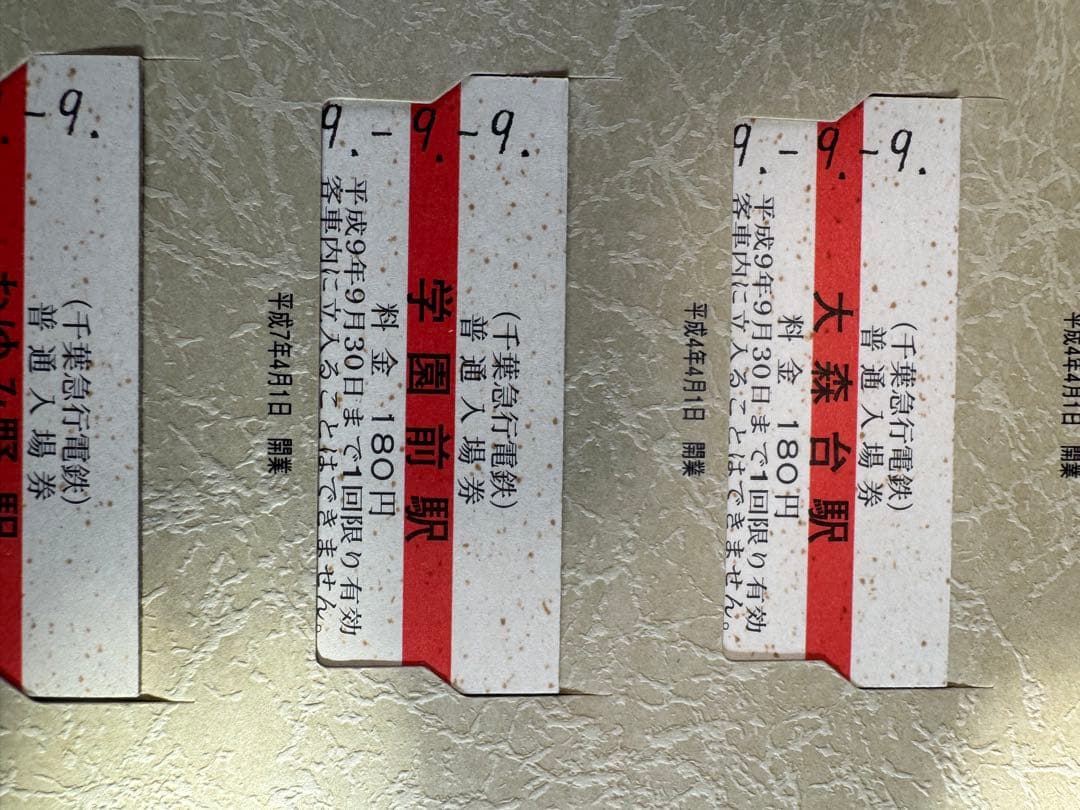 平成4年4月1日 開業
9.-9.-9.
(千葉急行電鉄)
普通入場券
大森台駅
料金 180円
平成9年9月30日まで1回限り有効
客車内に立入ることはできません。
平成4年4月1日 開業
9.-9.-9.
(千葉急行電鉄)
普通入場券
学園前駅
料金 180円
平成9年9月30日まで1回限り有効
客車内に立入ることはできません。
平成7年4月1日 開業
-9.
(千葉急行電鉄)
普通入場券
おゆみ野駅